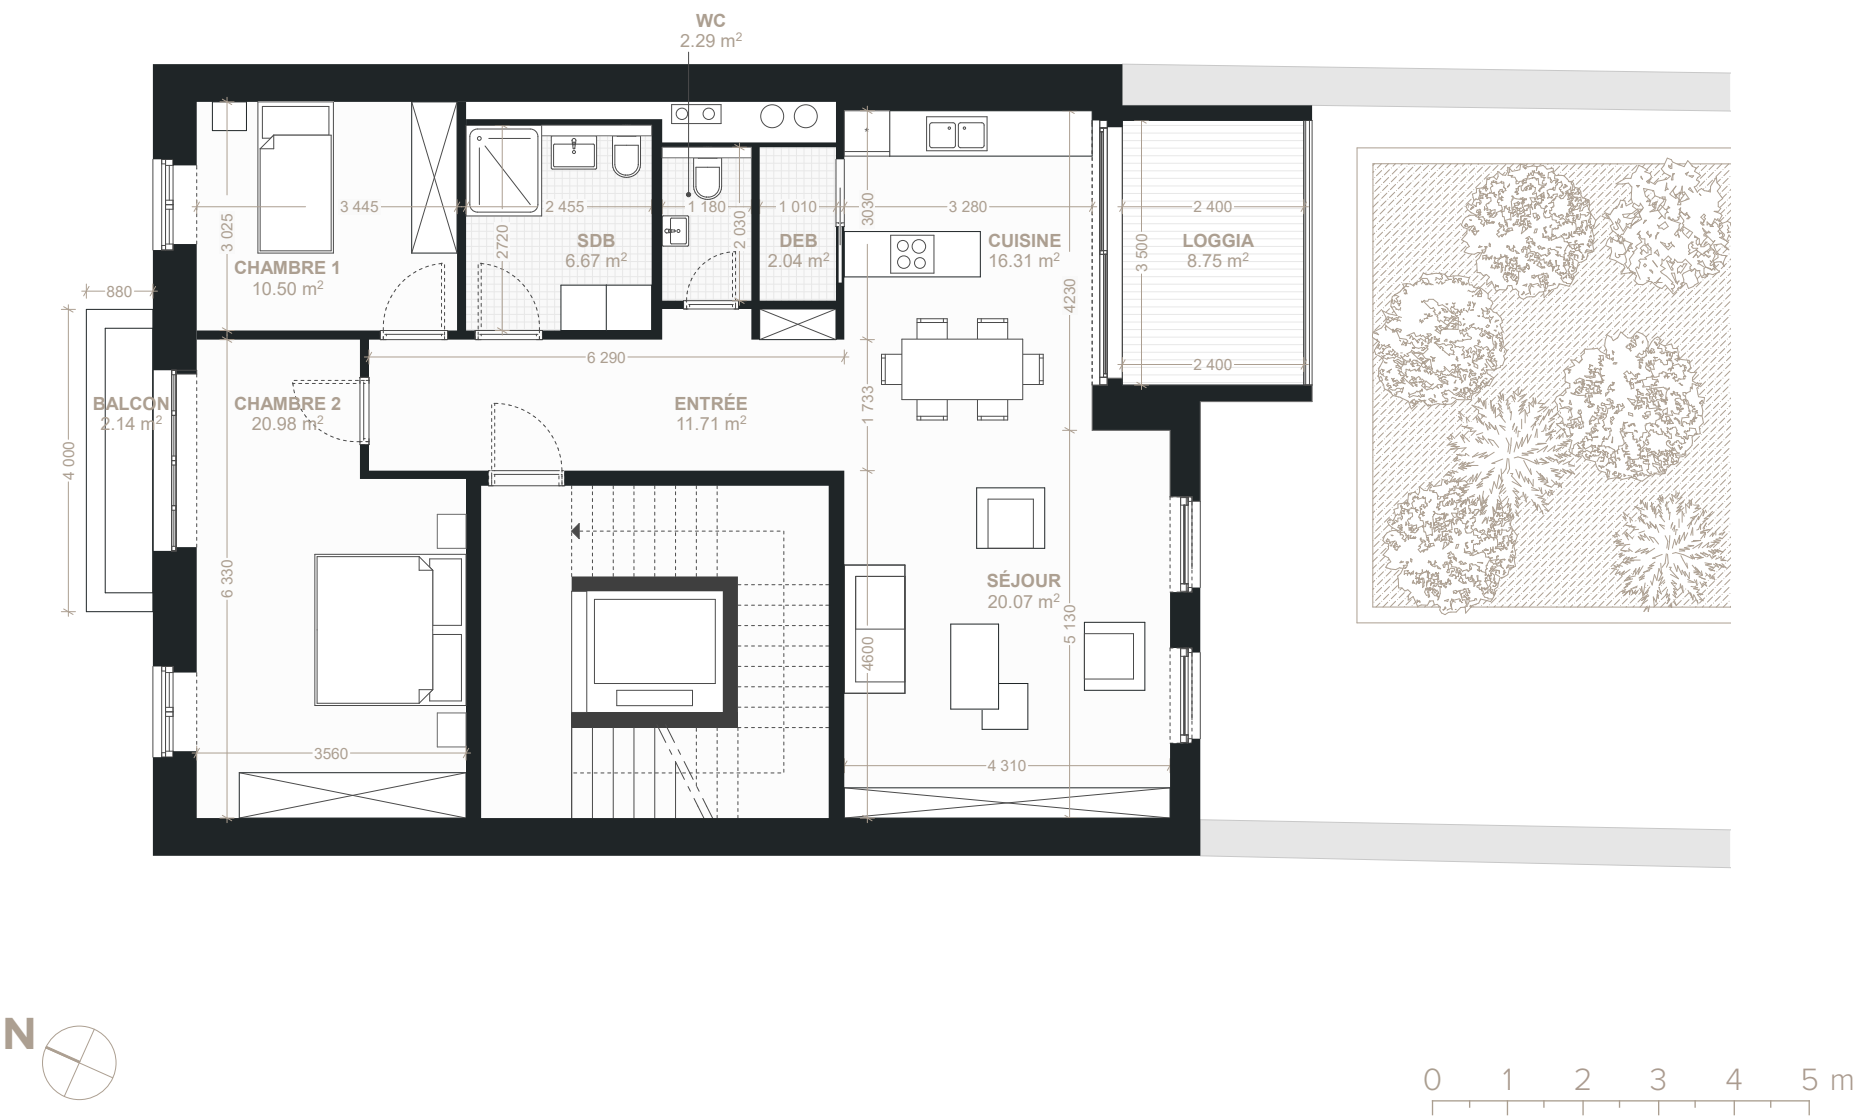 WC
2.29 m²
3 445
3 025
CHAMBRE 1
10.50 m²
2 455
2720
SDB
6.67 m²
1 180
2 030
1 010
DEB
2.04 m²
3030
3 280
CUISINE
16.31 m²
4230
2 400
3 500
LOGGIA
8.75 m²
2 400
880
4 000
BALCON
2.14 m²
CHAMBRE 2
20.98 m²
6 290
ENTRÉE
11.71 m²
1 733
6 330
3560
SÉJOUR
20.07 m²
4600
5 130
4 310
N
0 1 2 3 4 5 m